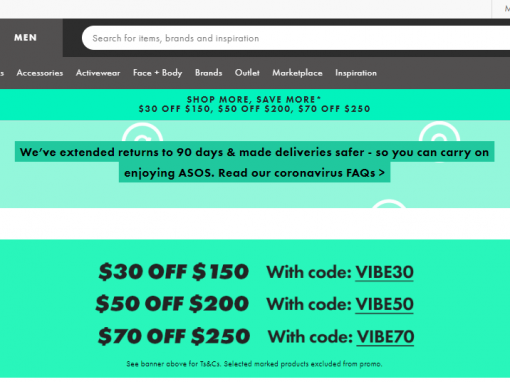 MEN
Search for items, brands and inspiration
Accessories Activewear Face + Body Brands Outlet Marketplace Inspiration
SHOP MORE, SAVE MORE*
$30 OFF $150, $50 OFF $200, $70 OFF $250
We've extended returns to 90 days & made deliveries safer - so you can carry on
enjoying ASOS. Read our coronavirus FAQs >
$30 OFF $150 With code: VIBE30
$50 OFF $200 With code: VIBE50
$70 OFF $250 With code: VIBE70
See banner above for Ts&Cs. Selected marked products excluded from promo.